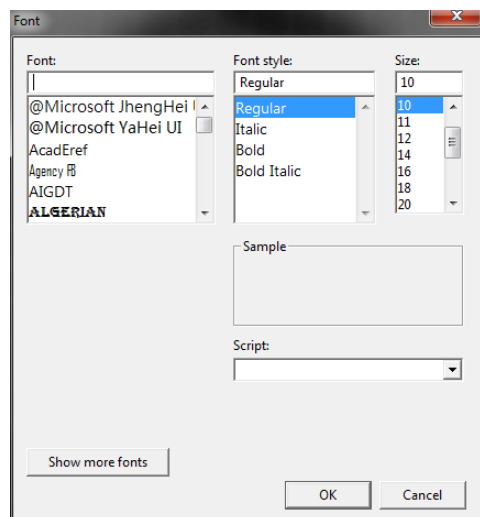 Font
Font:
@Microsoft JhengHei U
@Microsoft YaHei UI
AcadEref
Agency FB
AIGDT
ALGERIAN
Font style:
Regular
Regular
Italic
Bold
Bold Italic
Size:
10
10
11
12
14
16
18
20
Sample
Script:
Show more fonts
OK
Cancel